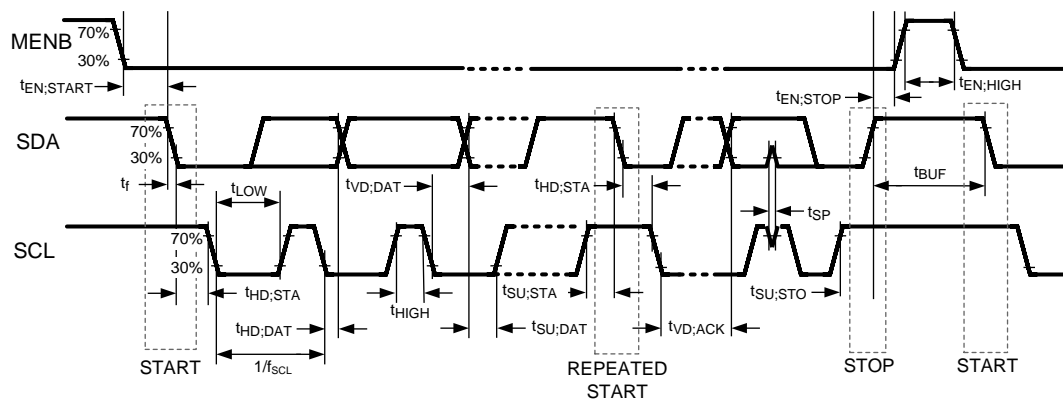 MENB
70%
30%
tEN;START
tEN;STOP
tEN;HIGH
SDA
70%
30%
tf
tLOW
tVD;DAT
tHD;STA
tSP
tBUF
SCL
70%
30%
tHD;STA
tHD;DAT
tHIGH
tSU;DAT
tSU;STA
tVD;ACK
tSU;STO
1/fSCL
START
REPEATED
START
STOP
START